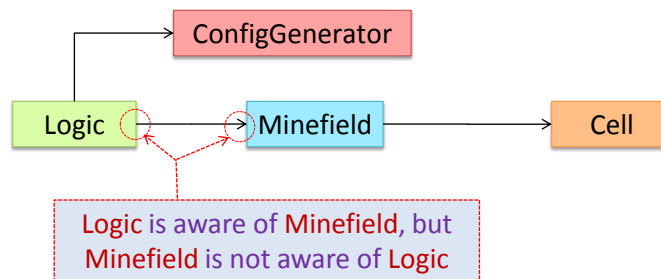 ConfigGenerator
Logic
Minefield
Cell
Logic is aware of Minefield, but
Minefield is not aware of Logic